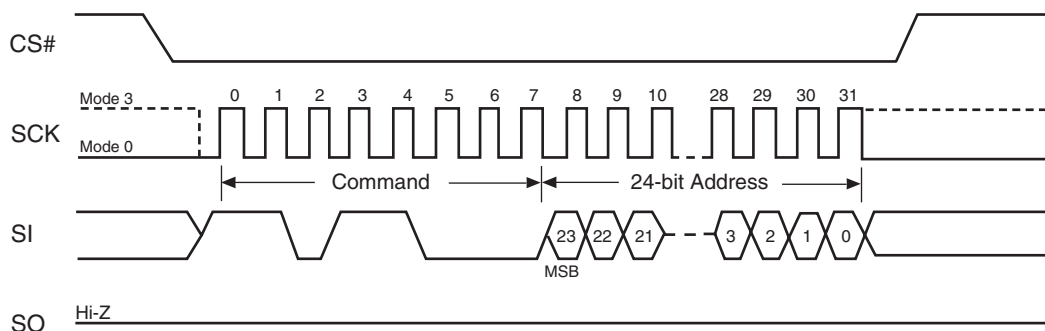 CS#
Mode 3
0 1 2 3 4 5 6 7 8 9 10 28 29 30 31
SCK
Mode 0
Command
24-bit Address
SI
23 22 21 3 2 1 0
MSB
Hi-Z
SO